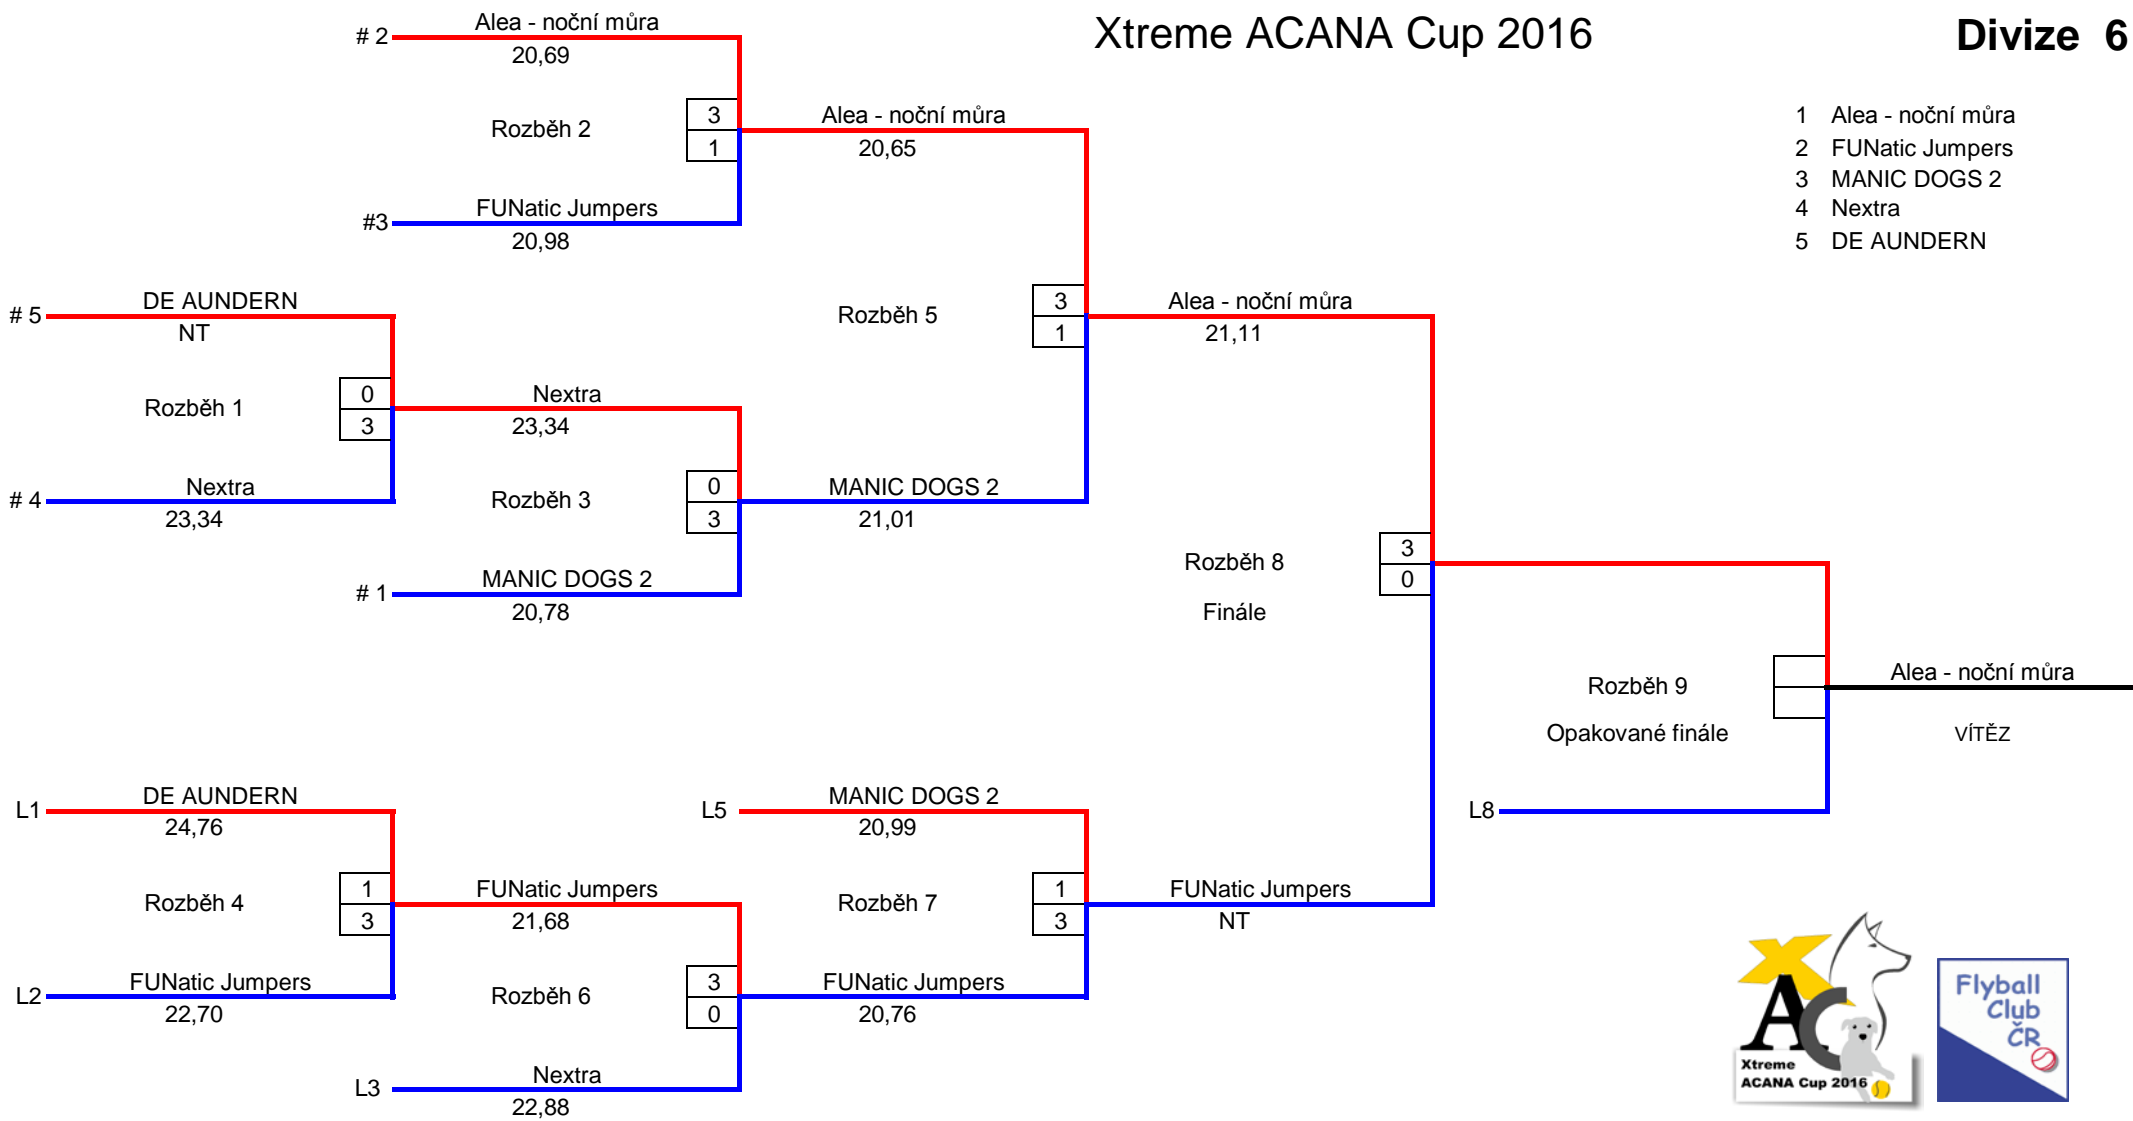 Xtreme ACANA Cup 2016
Divize 6
1 Alea - noční můra
2 FUNatic Jumpers
3 MANIC DOGS 2
4 Nextra
5 DE AUNDERN
# 2
Alea - noční můra
20,69
Rozběh 2
3
1
#3
FUNatic Jumpers
20,98
Alea - noční můra
20,65
# 5
DE AUNDERN
NT
Rozběh 1
0
3
# 4
Nextra
23,34
Nextra
23,34
Rozběh 3
0
3
# 1
MANIC DOGS 2
20,78
Rozběh 5
3
1
MANIC DOGS 2
21,01
Alea - noční můra
21,11
Rozběh 8
Finále
3
0
Rozběh 9
Opakované finále
Alea - noční můra
VÍTĚZ
L8
L1
DE AUNDERN
24,76
Rozběh 4
1
3
L2
FUNatic Jumpers
22,70
FUNatic Jumpers
21,68
Rozběh 6
3
0
L3
Nextra
22,88
L5
MANIC DOGS 2
20,99
Rozběh 7
1
3
FUNatic Jumpers
20,76
FUNatic Jumpers
NT
XAC
Xtreme
ACANA Cup 2016
Flyball
Club
ČR